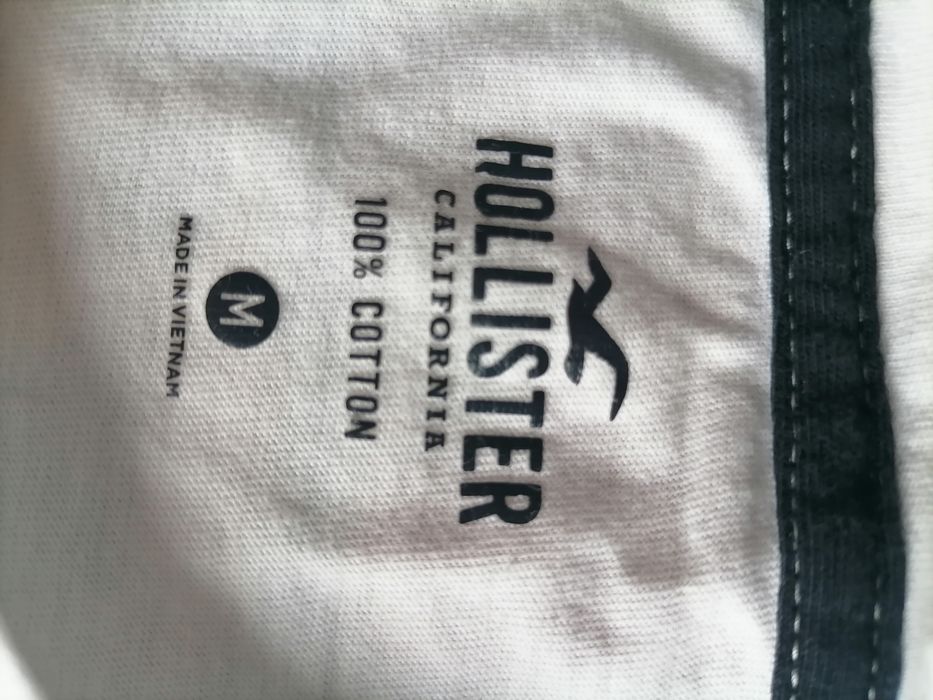 HOLLISTER
CALIFORNIA
100% COTTON
M
MADE IN VIETNAM